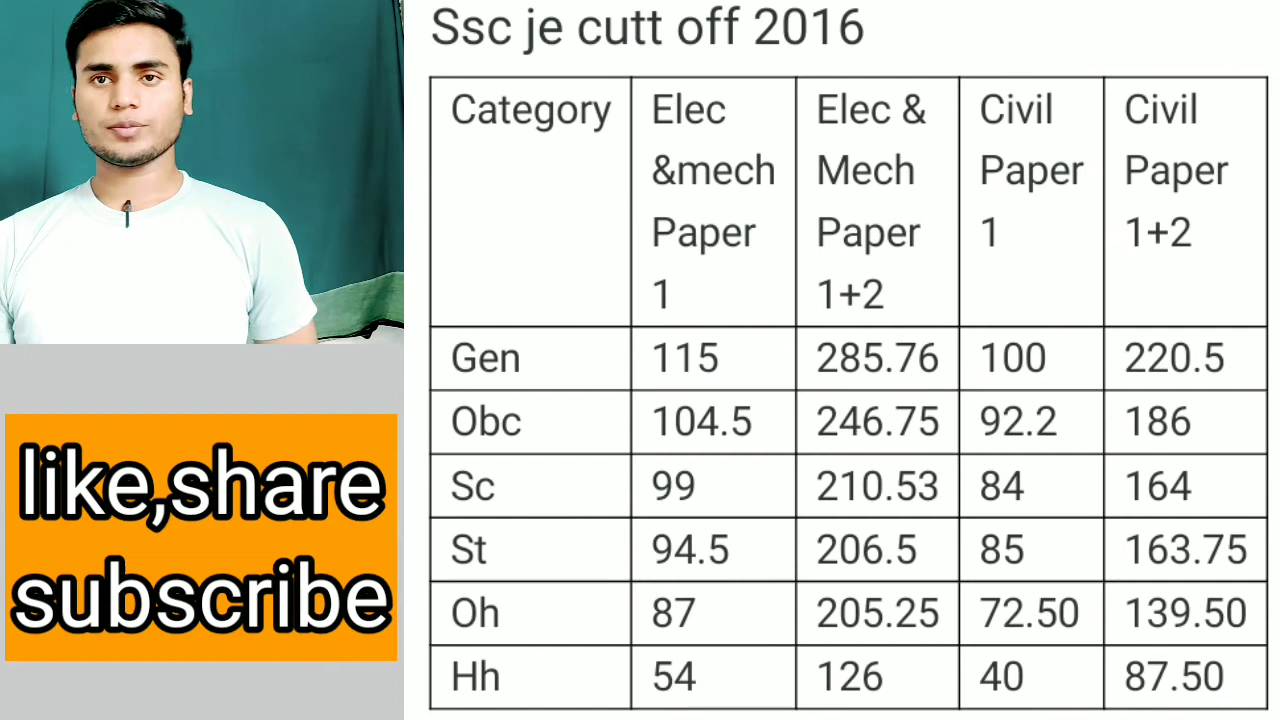 Ssc je cutt off 2016
Category Elec &mech Paper 1 Elec & Mech Paper 1+2 Civil Paper 1 Civil Paper 1+2
Gen 115 285.76 100 220.5
Obc 104.5 246.75 92.2 186
Sc 99 210.53 84 164
St 94.5 206.5 85 163.75
Oh 87 205.25 72.50 139.50
Hh 54 126 40 87.50
like,share
subscribe